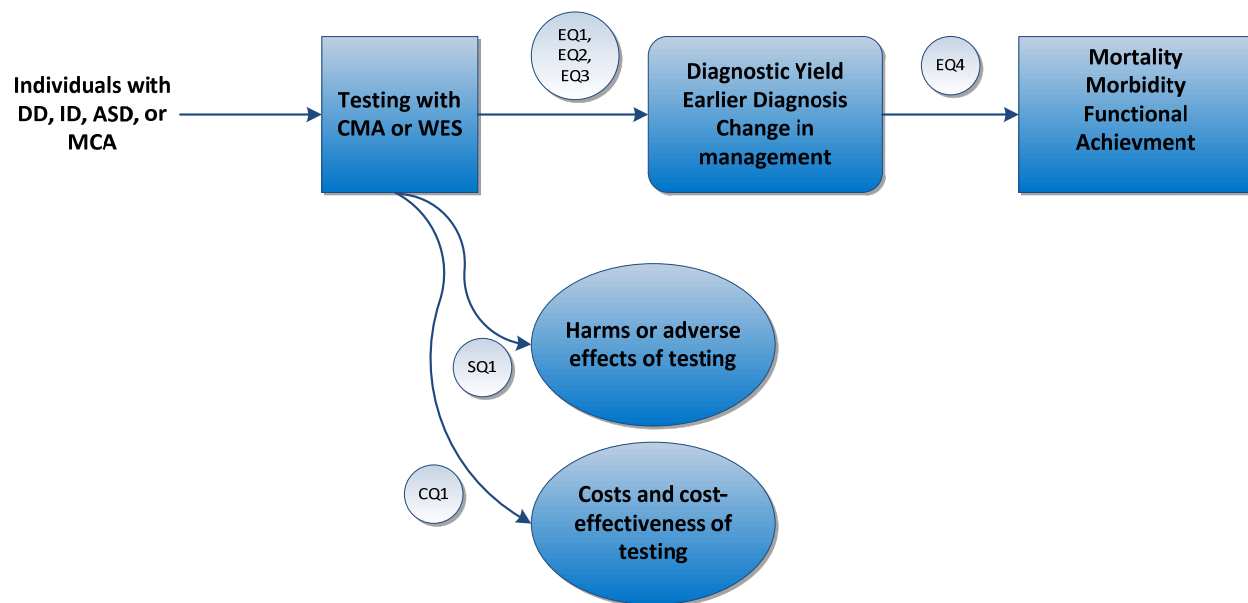 Individuals with
DD, ID, ASD, or
MCA
Testing with
CMA or WES
EQ1,
EQ2,
EQ3
Diagnostic Yield
Earlier Diagnosis
Change in
management
EQ4
Mortality
Morbidity
Functional
Achievment
SQ1
Harms or adverse
effects of testing
CQ1
Costs and cost-
effectiveness of
testing